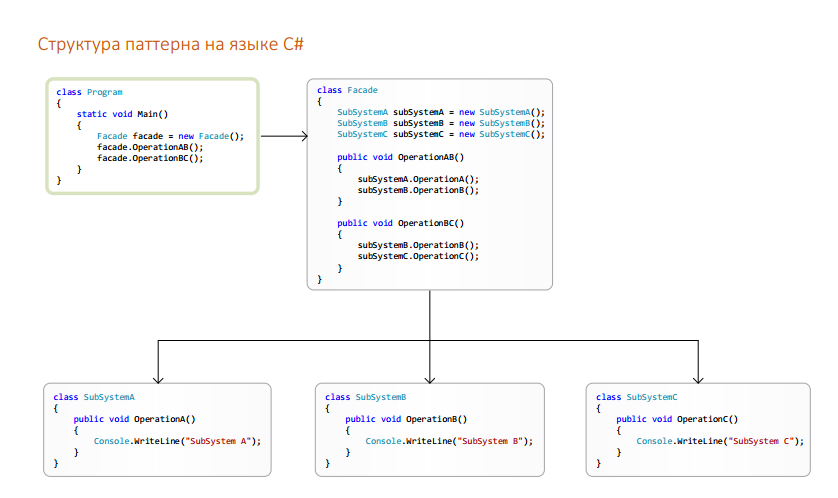 Структура паттерна на языке C#
class Program
{
static void Main()
{
Facade facade = new Facade();
facade.OperationAB();
facade.OperationBC();
}
}
class Facade
{
SubSystemA subSystemA = new SubSystemA();
SubSystemB subSystemB = new SubSystemB();
SubSystemC subSystemC = new SubSystemC();
public void OperationAB()
{
subSystemA.OperationA();
subSystemB.OperationB();
}
public void OperationBC()
{
subSystemB.OperationB();
subSystemC.OperationC();
}
}
class SubSystemA
{
public void OperationA()
{
Console.WriteLine("SubSystem A");
}
}
class SubSystemB
{
public void OperationB()
{
Console.WriteLine("SubSystem B");
}
}
class SubSystemC
{
public void OperationC()
{
Console.WriteLine("SubSystem C");
}
}